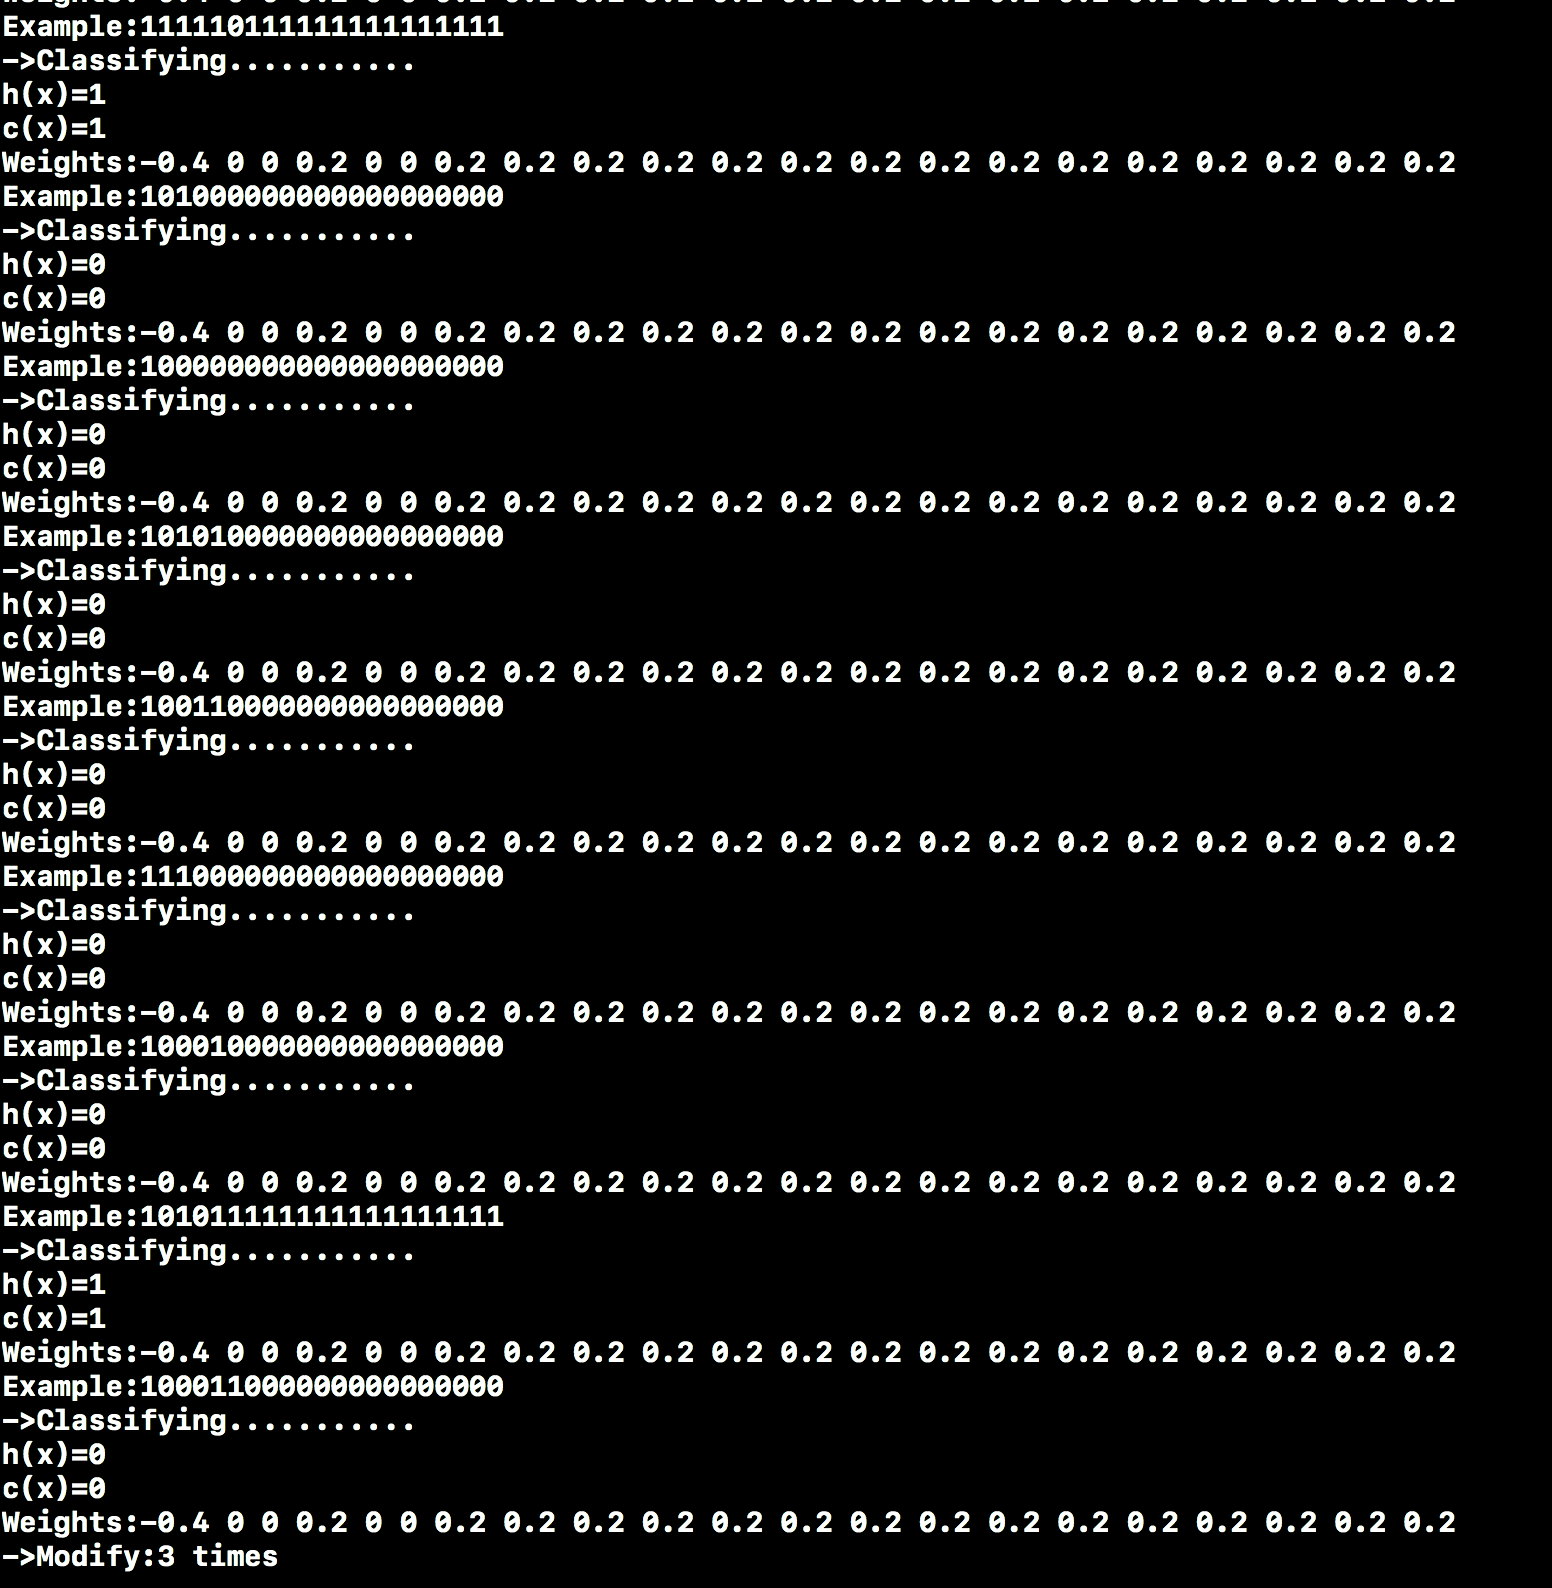 Example:111110111111111111111
->Classifying...........
h(x)=1
c(x)=1
Weights:-0.4 0 0 0.2 0 0 0.2 0.2 0.2 0.2 0.2 0.2 0.2 0.2 0.2 0.2 0.2 0.2 0.2 0.2 0.2
Example:101000000000000000000
->Classifying...........
h(x)=0
c(x)=0
Weights:-0.4 0 0 0.2 0 0 0.2 0.2 0.2 0.2 0.2 0.2 0.2 0.2 0.2 0.2 0.2 0.2 0.2 0.2 0.2
Example:100000000000000000000
->Classifying...........
h(x)=0
c(x)=0
Weights:-0.4 0 0 0.2 0 0 0.2 0.2 0.2 0.2 0.2 0.2 0.2 0.2 0.2 0.2 0.2 0.2 0.2 0.2 0.2
Example:101010000000000000000
->Classifying...........
h(x)=0
c(x)=0
Weights:-0.4 0 0 0.2 0 0 0.2 0.2 0.2 0.2 0.2 0.2 0.2 0.2 0.2 0.2 0.2 0.2 0.2 0.2 0.2
Example:100110000000000000000
->Classifying...........
h(x)=0
c(x)=0
Weights:-0.4 0 0 0.2 0 0 0.2 0.2 0.2 0.2 0.2 0.2 0.2 0.2 0.2 0.2 0.2 0.2 0.2 0.2 0.2
Example:111000000000000000000
->Classifying...........
h(x)=0
c(x)=0
Weights:-0.4 0 0 0.2 0 0 0.2 0.2 0.2 0.2 0.2 0.2 0.2 0.2 0.2 0.2 0.2 0.2 0.2 0.2 0.2
Example:100010000000000000000
->Classifying...........
h(x)=0
c(x)=0
Weights:-0.4 0 0 0.2 0 0 0.2 0.2 0.2 0.2 0.2 0.2 0.2 0.2 0.2 0.2 0.2 0.2 0.2 0.2 0.2
Example:101011111111111111111
->Classifying...........
h(x)=1
c(x)=1
Weights:-0.4 0 0 0.2 0 0 0.2 0.2 0.2 0.2 0.2 0.2 0.2 0.2 0.2 0.2 0.2 0.2 0.2 0.2 0.2
Example:100011000000000000000
->Classifying...........
h(x)=0
c(x)=0
Weights:-0.4 0 0 0.2 0 0 0.2 0.2 0.2 0.2 0.2 0.2 0.2 0.2 0.2 0.2 0.2 0.2 0.2 0.2 0.2
->Modify:3 times